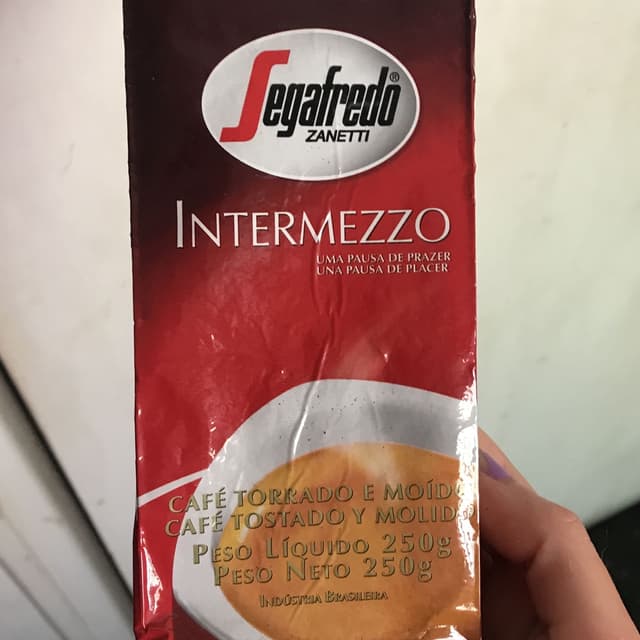 Segafredo®
ZANETTI
INTERMEZZO
UMA PAUSA DE PRAZER
UNA PAUSA DE PLACER
CAFÉ TORRADO E MOÍDO
CAFÉ TOSTADO Y MOLIDO
PESO LÍQUIDO 250g
PESO NETO 250g
INDÚSTRIA BRASILEIRA